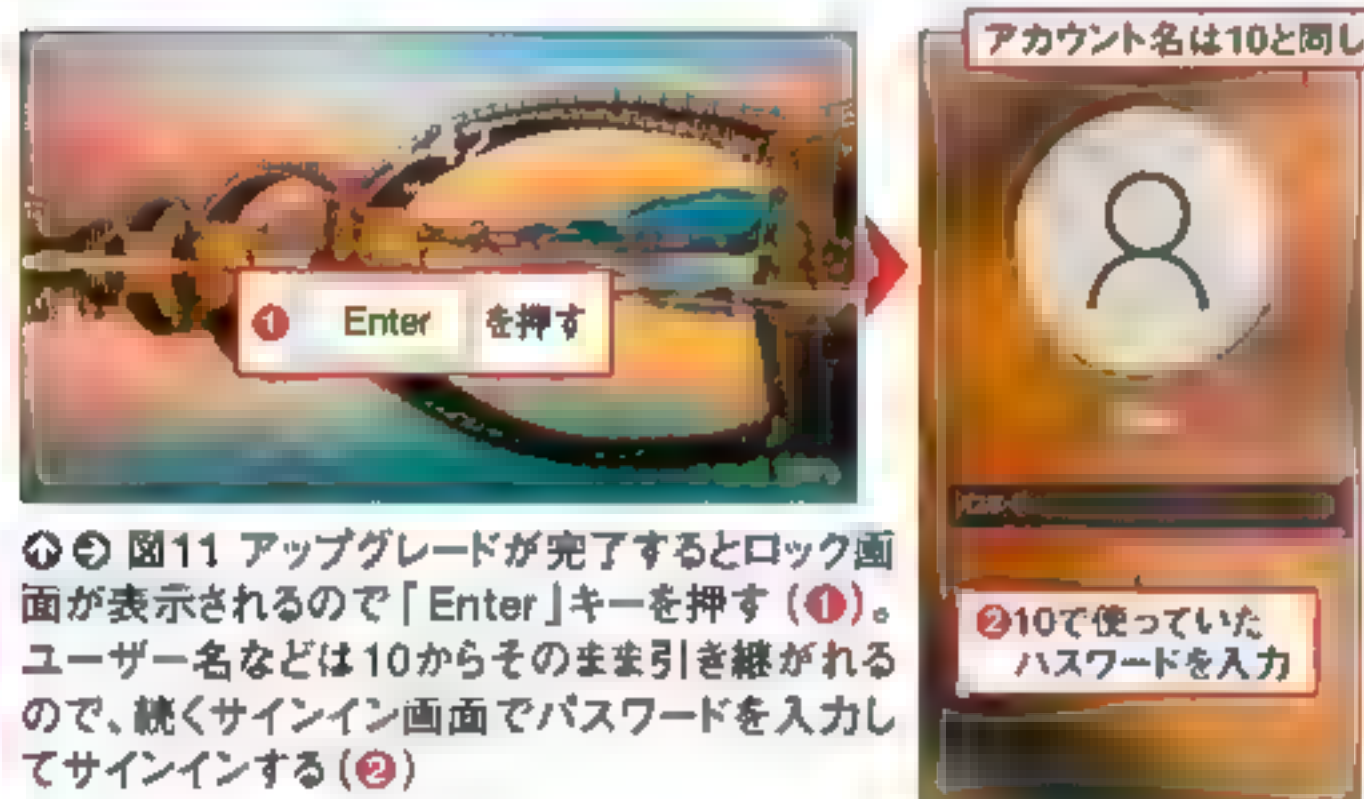 アカウント名は10と同じ
❶ Enter を押す
❷10で使っていた
パスワードを入力
図11 アップグレードが完了するとロック画
面が表示されるので「Enter」キーを押す（❶）。
ユーザー名などは10からそのまま引き継がれる
ので、続くサインイン画面でパスワードを入力し
てサインインする（❷）